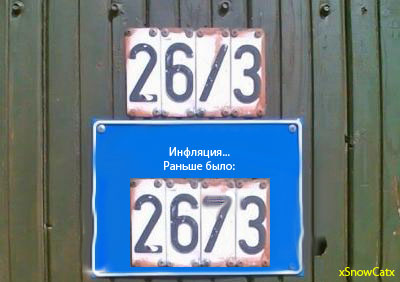 26/3
Инфляция...
Раньше было:
2673
xSnowCatx